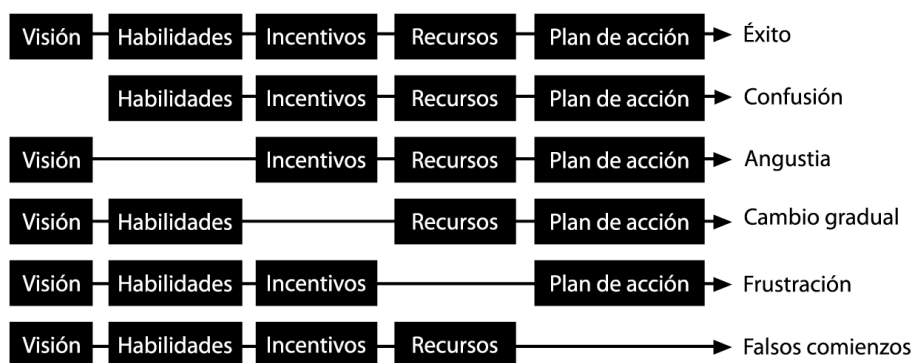 Visión Habilidades Incentivos Recursos Plan de acción Éxito
Habilidades Incentivos Recursos Plan de acción Confusión
Visión Incentivos Recursos Plan de acción Angustia
Visión Habilidades Recursos Plan de acción Cambio gradual
Visión Habilidades Incentivos Plan de acción Frustración
Visión Habilidades Incentivos Recursos Falsos comienzos